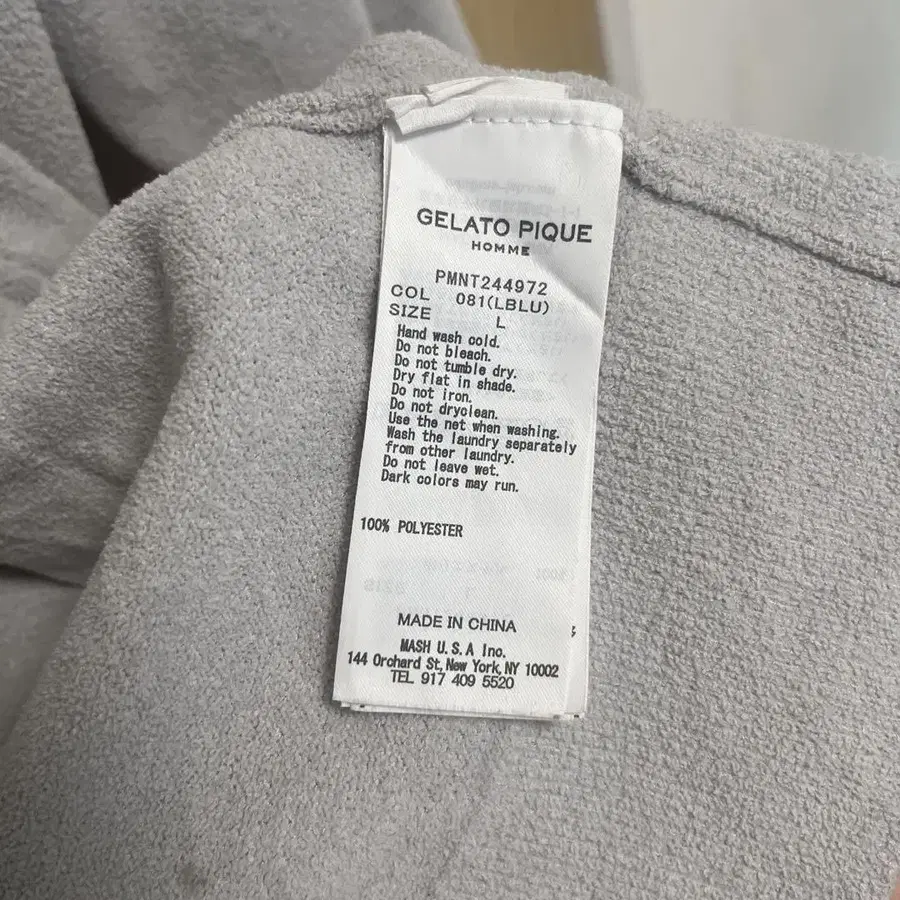 GELATO PIQUE
HOMME
PMNT244972
COL 081(LBLU)
SIZE L
Hand wash cold.
Do not bleach.
Do not tumble dry.
Dry flat in shade.
Do not iron.
Do not dryclean.
Use the net when washing.
Wash the laundry separately
from other laundry.
Do not leave wet.
Dark colors may run.
100% POLYESTER
MADE IN CHINA
MASH U.S.A Inc.
144 Orchard St, New York, NY 10002
TEL 917 409 5520